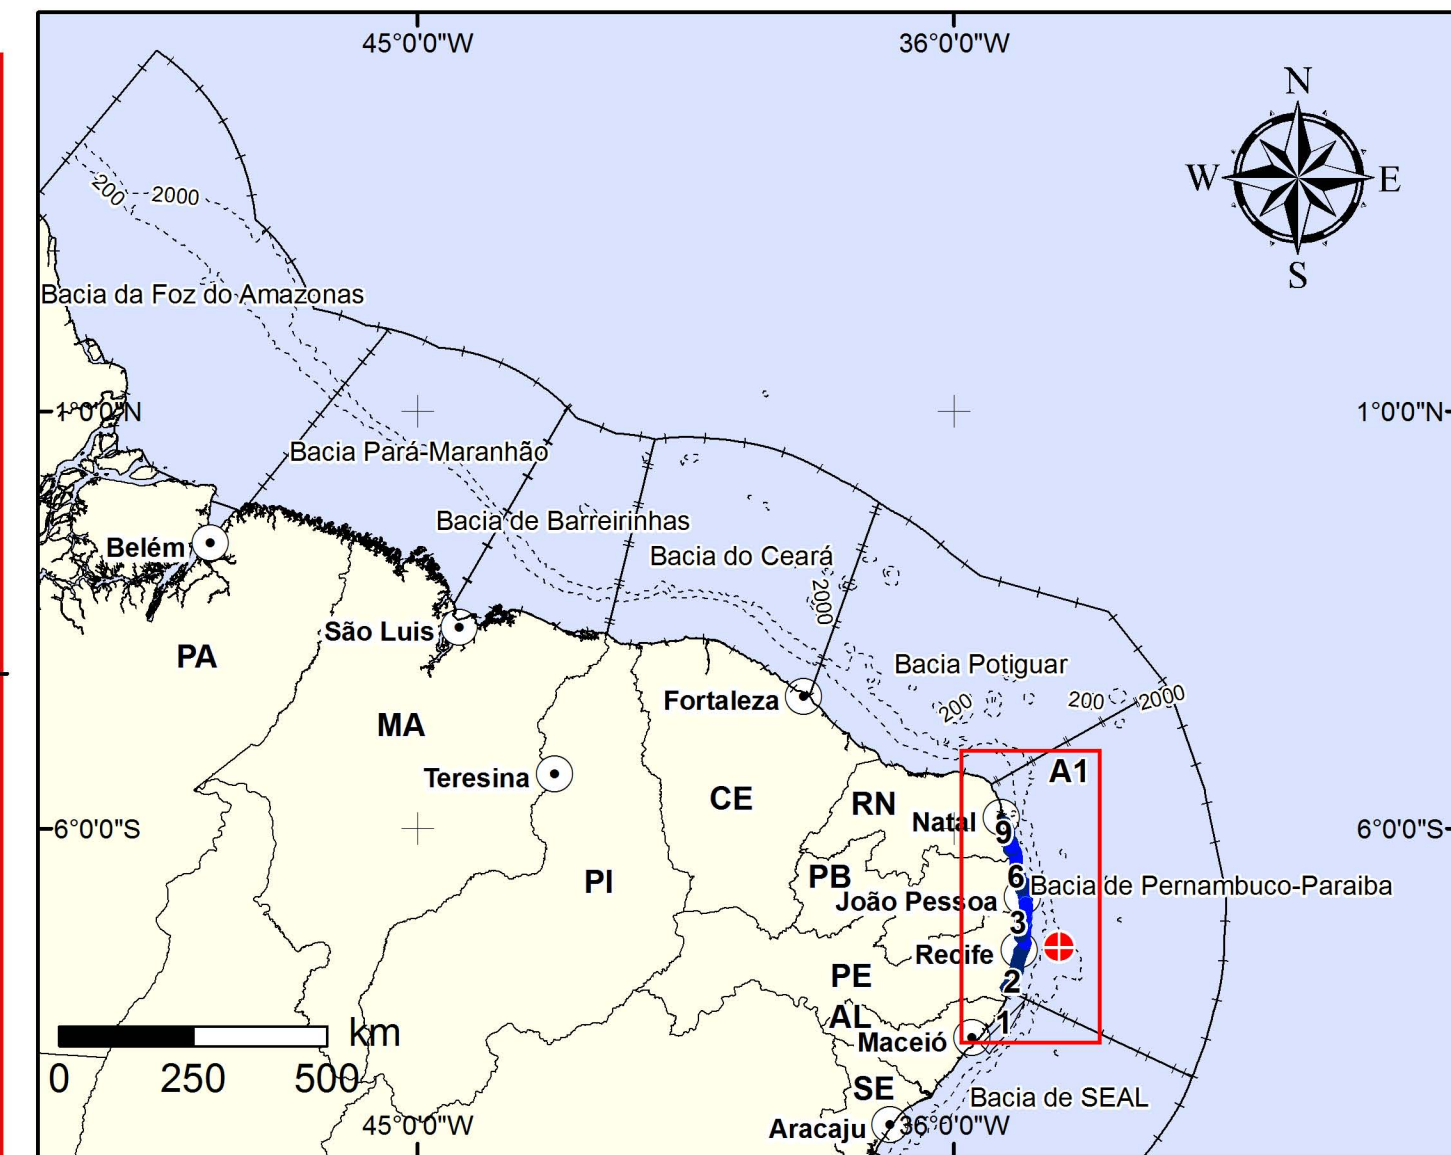 45°0'0"W
36°0'0"W
N
W
E
S
200
2000
Bacia da Foz do Amazonas
1°0'0"N
1°0'0"N
Bacia Pará-Maranhão
Bacia de Barreirinhas
Belém
Bacia do Ceará
2000
São Luis
PA
Bacia Potiguar
Fortaleza
200
200
2000
MA
Teresina
A1
CE
RN
Natal
9
6°0'0"S
6°0'0"S
PI
PB
6
Bacia de Pernambuco-Paraiba
João Pessoa
3
Recife
PE
2
AL
1
km
Maceió
0
250
500
SE
Bacia de SEAL
45°0'0"W
Aracaju
36°0'0"W